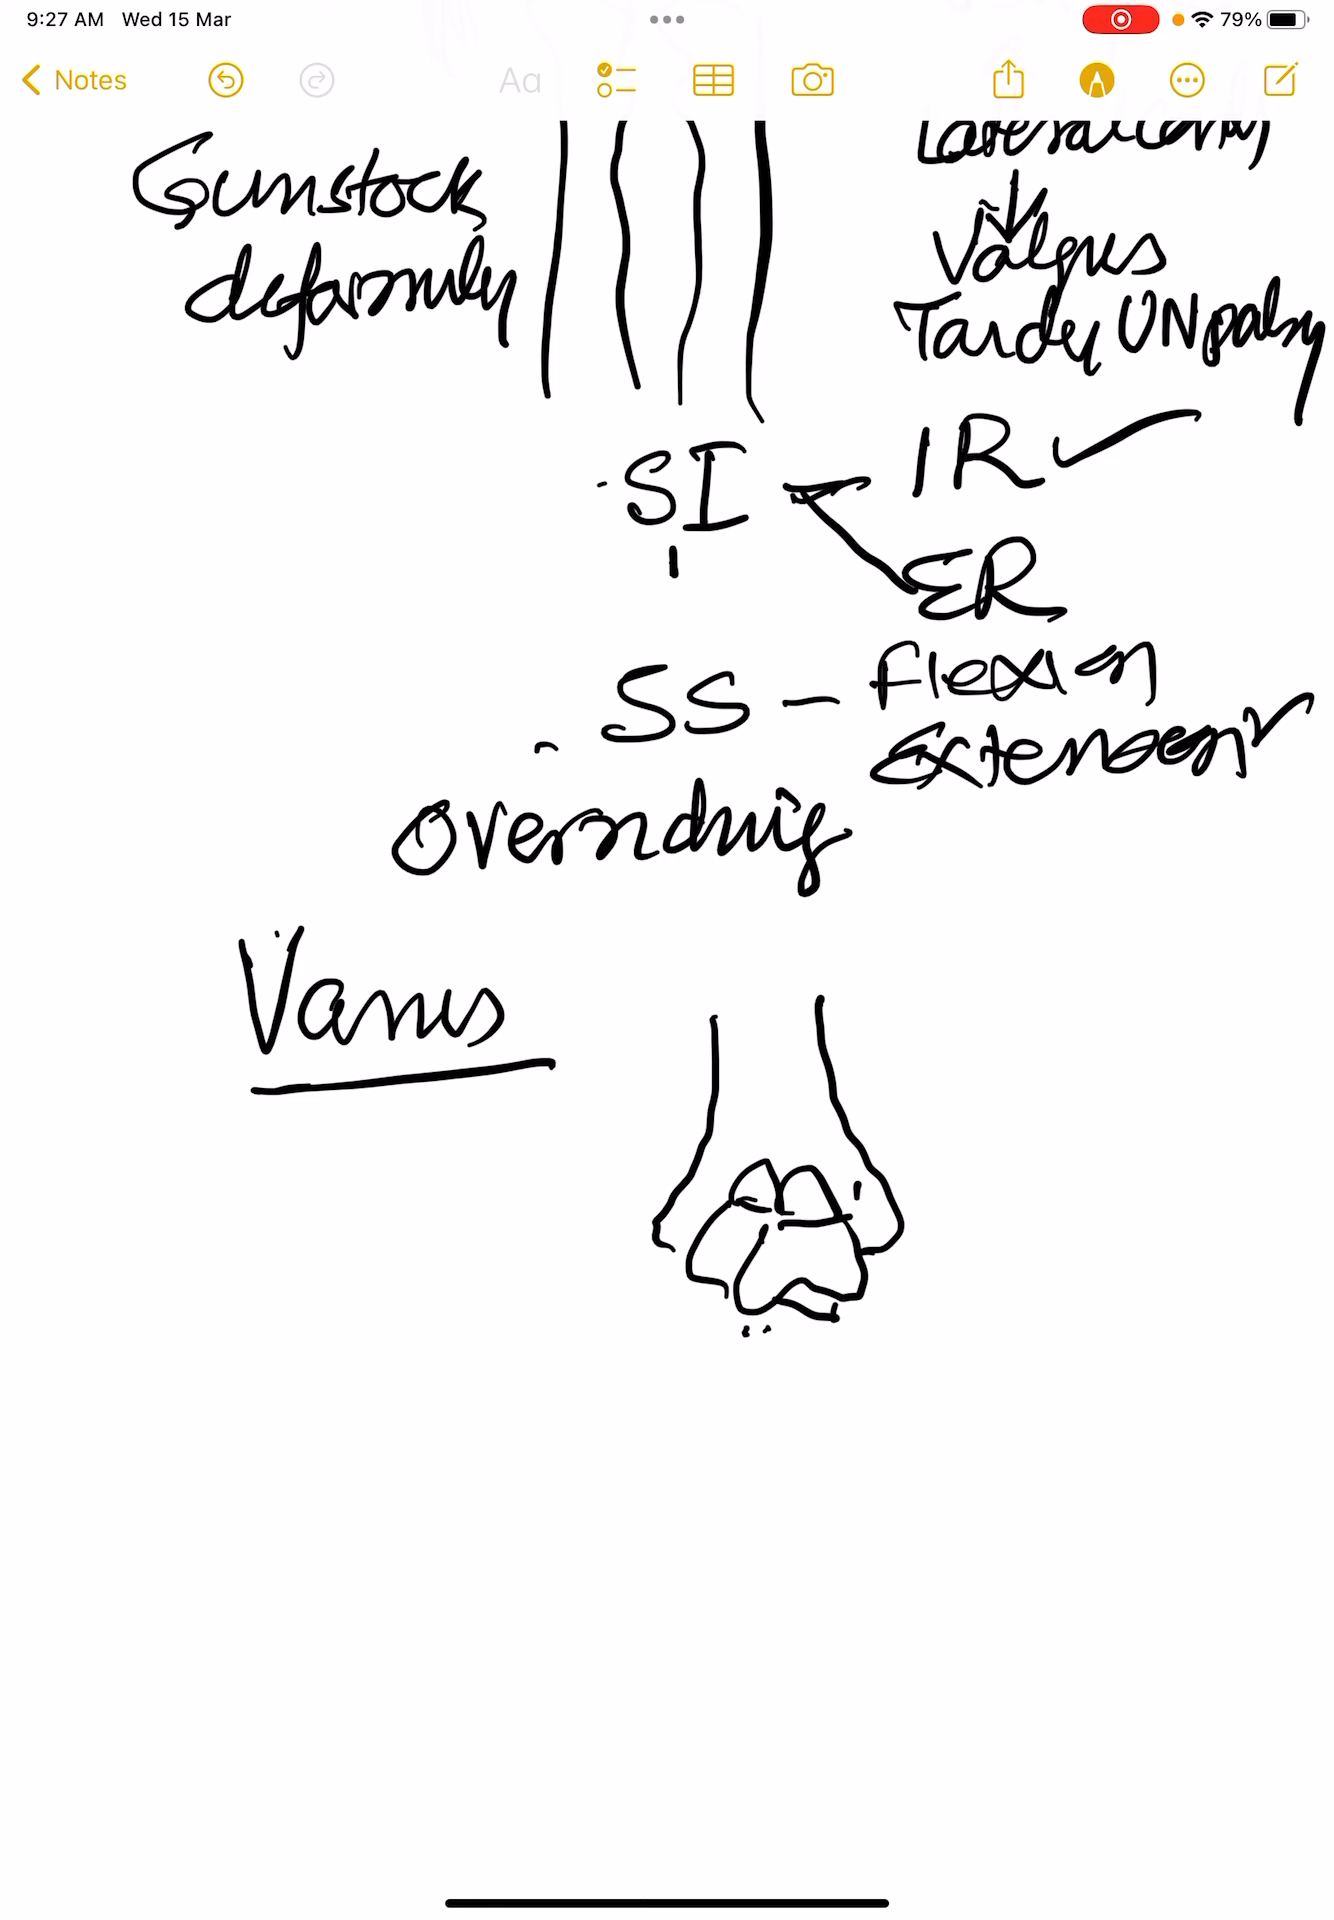 9:27 AM Wed 15 Mar
79%
Notes
Aa
Gunstock
deformity
Valgus
Tardy UN palsy
SI
IR
ER
SS - flexion
Extension
Overriding
Varus